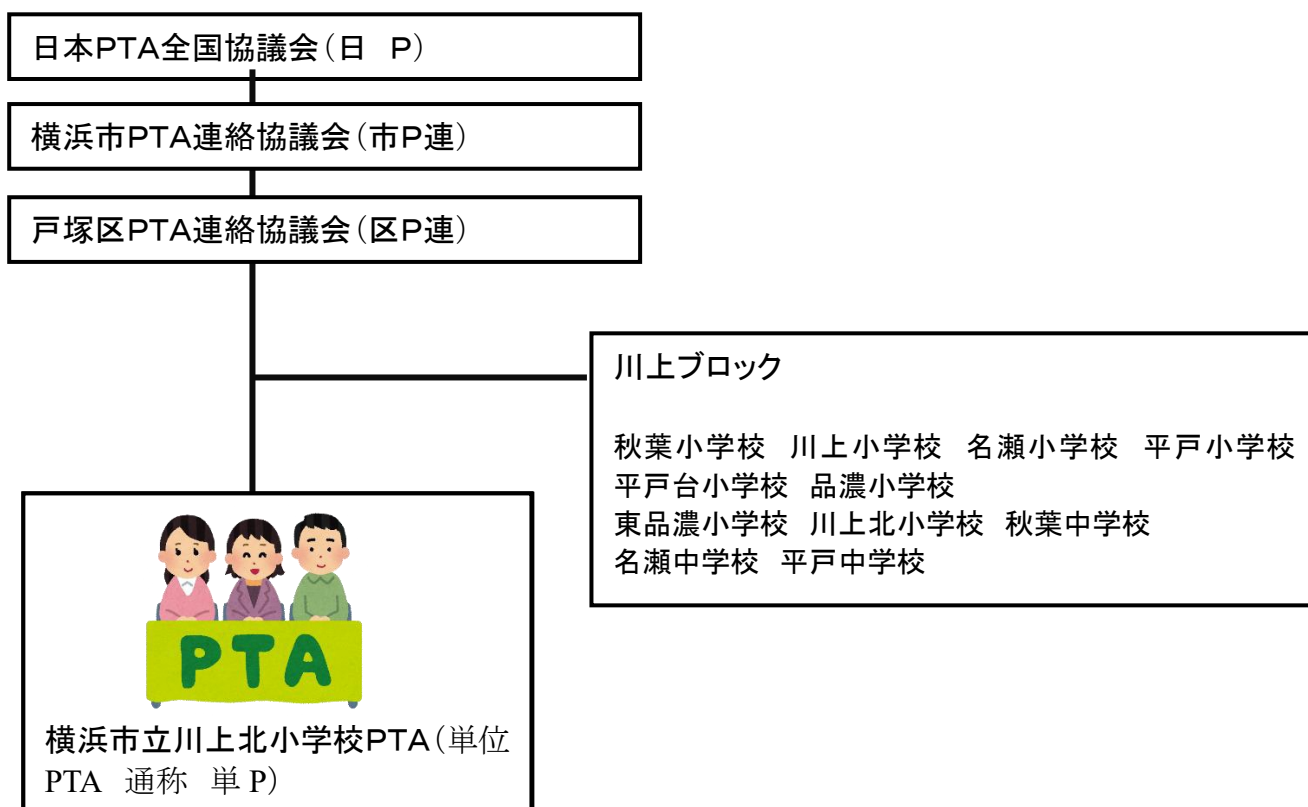 日本PTA全国協議会(日　P)
横浜市PTA連絡協議会(市P連)
戸塚区PTA連絡協議会(区P連)
川上ブロック
秋葉小学校　川上小学校　名瀬小学校　平戸小学校
平戸台小学校　品濃小学校
東品濃小学校　川上北小学校　秋葉中学校
名瀬中学校　平戸中学校
PTA
横浜市立川上北小学校PTA(単位
PTA　通称　単 P)